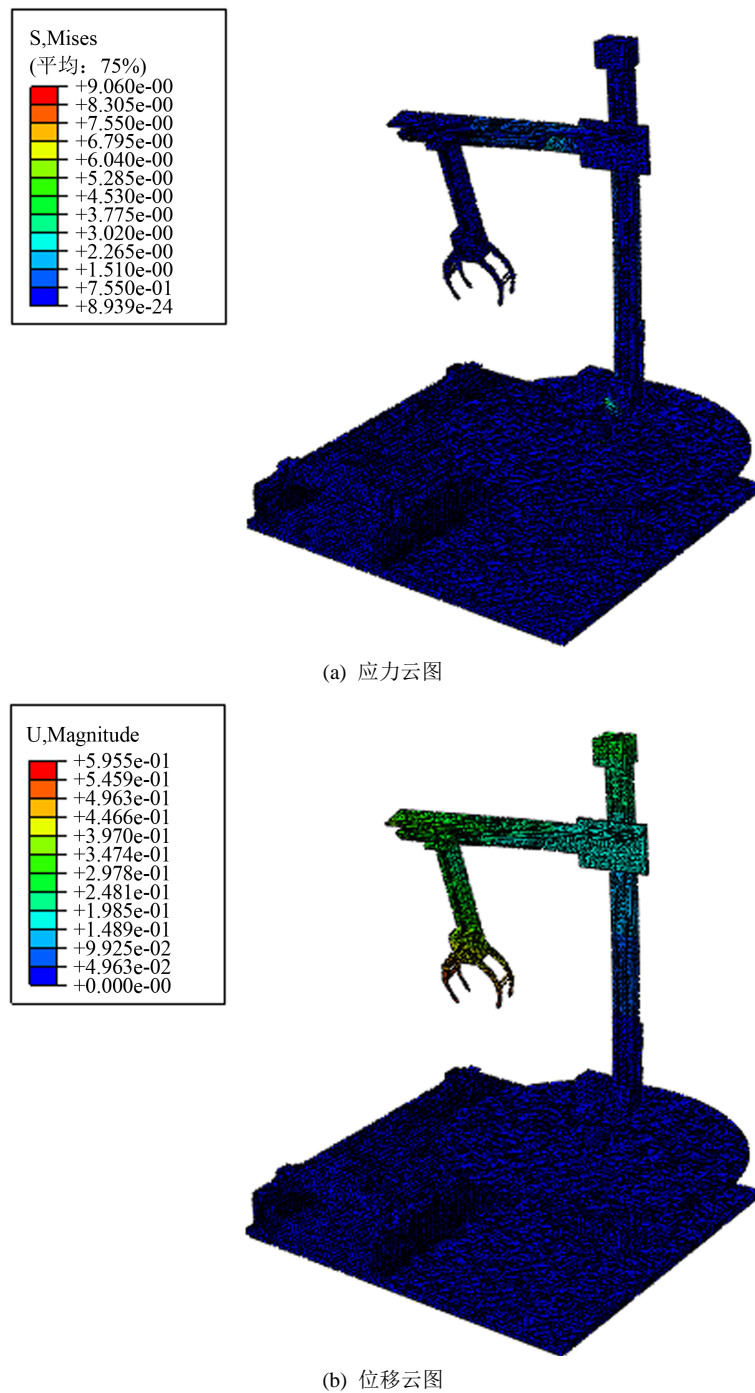 S,Mises
(平均：75%)
+9.060e-00
+8.305e-00
+7.550e-00
+6.795e-00
+6.040e-00
+5.285e-00
+4.530e-00
+3.775e-00
+3.020e-00
+2.265e-00
+1.510e-00
+7.550e-01
+8.939e-24
(a) 应力云图
U,Magnitude
+5.955e-01
+5.459e-01
+4.963e-01
+4.466e-01
+3.970e-01
+3.474e-01
+2.978e-01
+2.481e-01
+1.985e-01
+1.489e-01
+9.925e-02
+4.963e-02
+0.000e-00
(b) 位移云图